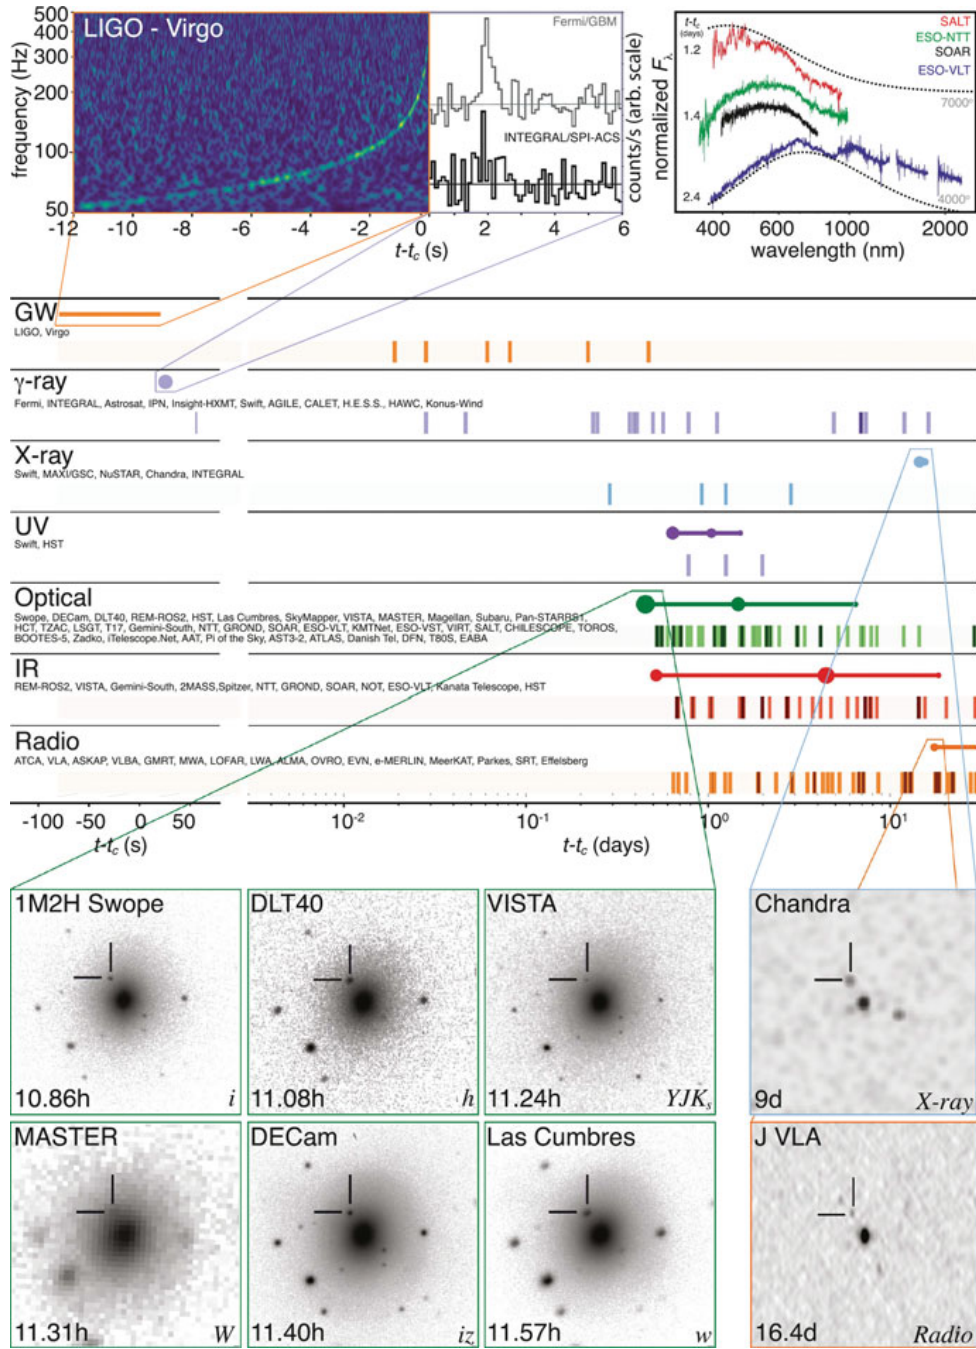 LIGO - Virgo
frequency (Hz)
500
400
300
200
100
50
-12 -10 -8 -6 -4 -2 0 2 4 6
t-tc (s)
Fermi/GBM
INTEGRAL/SPI-ACS
counts/s (arb. scale)
normalized Fλ
t-tc
(days)
1.2
1.4
2.4
SALT
ESO-NTT
SOAR
ESO-VLT
7000°
4000°
400 600 1000 2000
wavelength (nm)
GW
LIGO, Virgo
γ-ray
Fermi, INTEGRAL, Astrosat, IPN, Insight-HXMT, Swift, AGILE, CALET, H.E.S.S., HAWC, Konus-Wind
X-ray
Swift, MAXI/GSC, NuSTAR, Chandra, INTEGRAL
UV
Swift, HST
Optical
Swope, DECam, DLT40, REM-ROS2, HST, Las Cumbres, SkyMapper, VISTA, MASTER, Magellan, Subaru, Pan-STARRS1,
HCT, TZAC, LSGT, T17, Gemini-South, NTT, GROND, SOAR, ESO-VLT, KMTNet, ESO-VST, VIRT, SALT, CHILESCOPE, TOROS,
BOOTES-5, Zadko, iTelescope.Net, AAT, Pi of the Sky, AST3-2, ATLAS, Danish Tel, DFN, T80S, EABA
IR
REM-ROS2, VISTA, Gemini-South, 2MASS,Spitzer, NTT, GROND, SOAR, NOT, ESO-VLT, Kanata Telescope, HST
Radio
ATCA, VLA, ASKAP, VLBA, GMRT, MWA, LOFAR, LWA, ALMA, OVRO, EVN, e-MERLIN, MeerKAT, Parkes, SRT, Effelsberg
-100 -50 0 50 10-2 10-1 100 101
t-tc (s) t-tc (days)
1M2H Swope
10.86h i
DLT40
11.08h h
VISTA
11.24h YJKs
Chandra
9d X-ray
MASTER
11.31h W
DECam
11.40h iz
Las Cumbres
11.57h w
J VLA
16.4d Radio